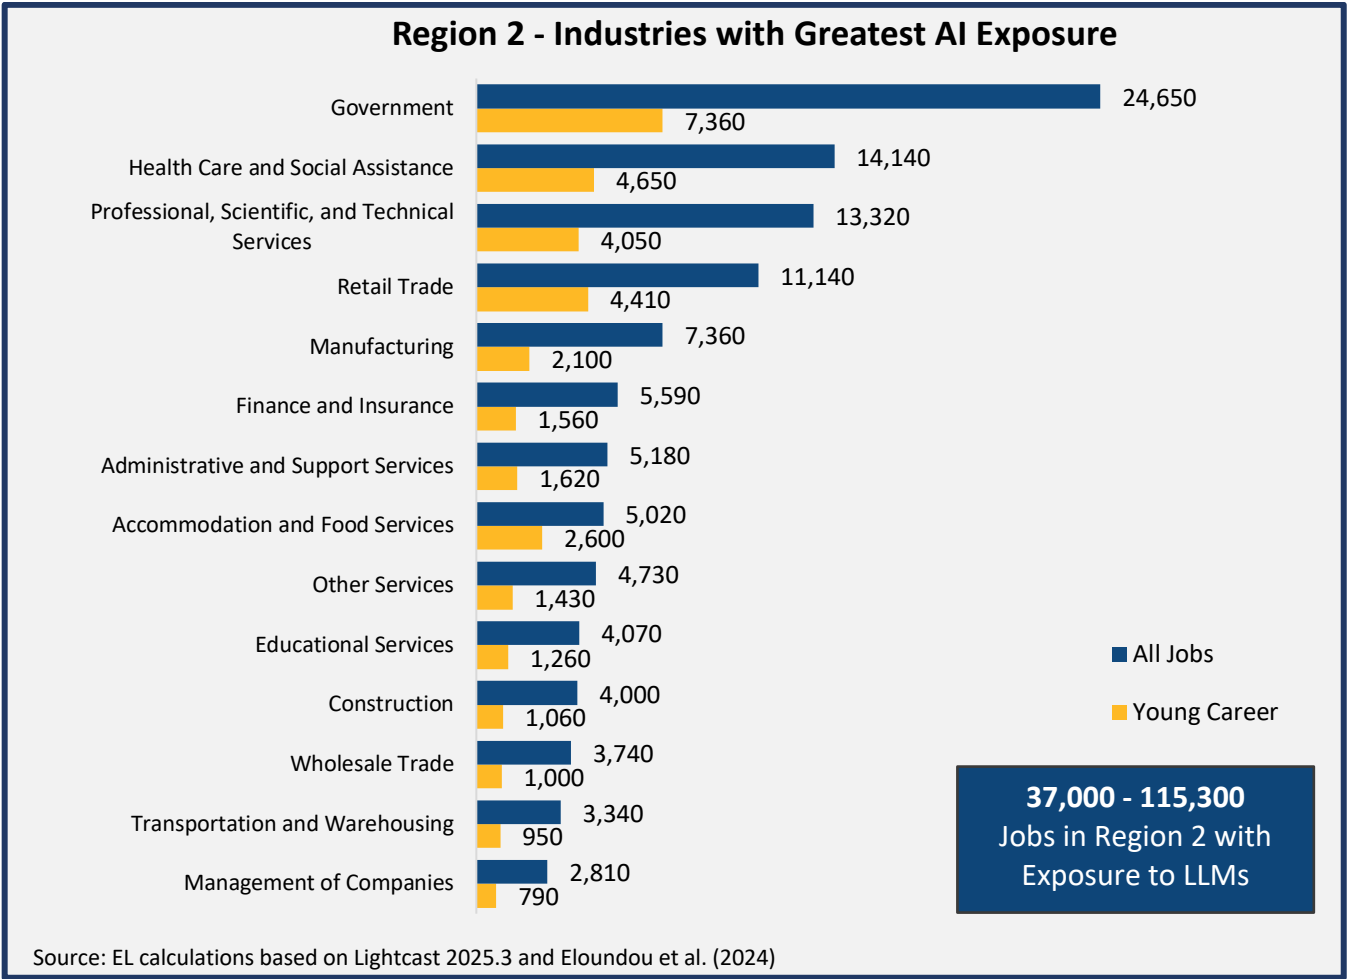 Region 2 - Industries with Greatest AI Exposure
Government
24,650
7,360
Health Care and Social Assistance
14,140
4,650
Professional, Scientific, and Technical
Services
13,320
4,050
Retail Trade
11,140
4,410
Manufacturing
7,360
2,100
Finance and Insurance
5,590
1,560
Administrative and Support Services
5,180
1,620
Accommodation and Food Services
5,020
2,600
Other Services
4,730
1,430
Educational Services
4,070
1,260
Construction
4,000
1,060
Wholesale Trade
3,740
1,000
Transportation and Warehousing
3,340
950
Management of Companies
2,810
790
All Jobs
Young Career
37,000 - 115,300
Jobs in Region 2 with
Exposure to LLMs
Source: EL calculations based on Lightcast 2025.3 and Eloundou et al. (2024)